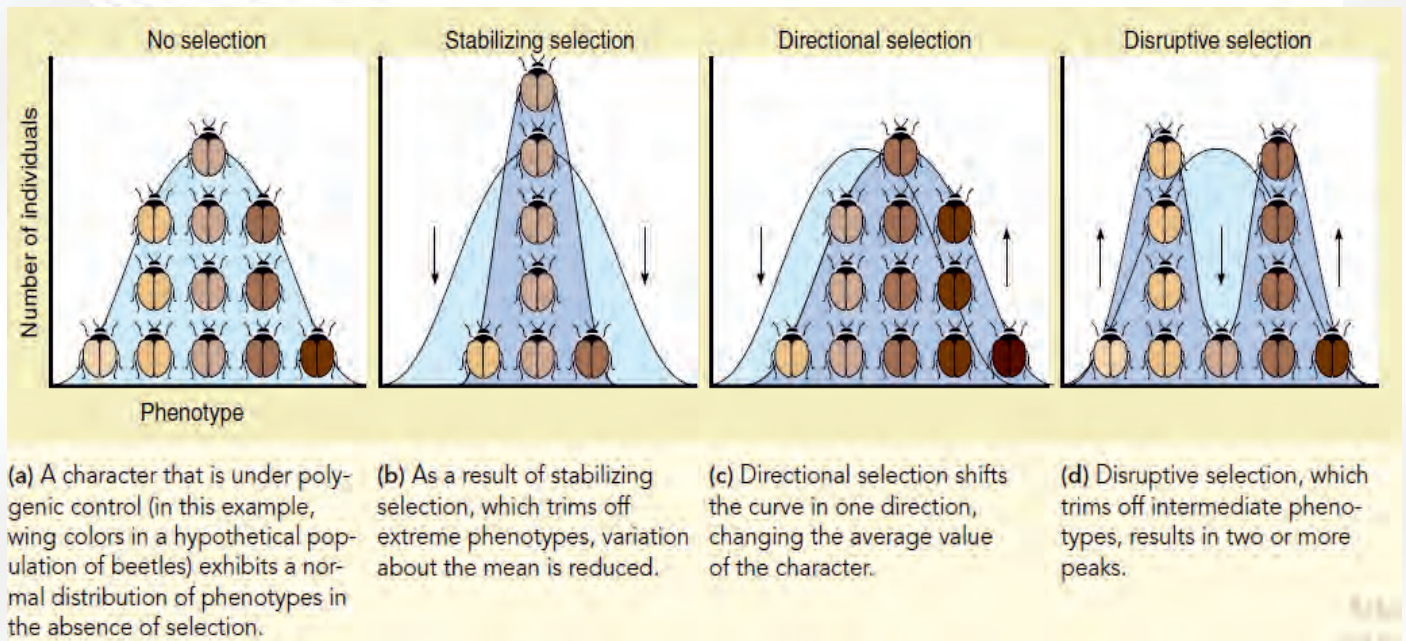 No selection
Stabilizing selection
Directional selection
Disruptive selection
Number of individuals
Phenotype
(a) A character that is under poly-
genic control (in this example,
wing colors in a hypothetical pop-
ulation of beetles) exhibits a nor-
mal distribution of phenotypes in
the absence of selection.
(b) As a result of stabilizing
selection, which trims off
extreme phenotypes, variation
about the mean is reduced.
(c) Directional selection shifts
the curve in one direction,
changing the average value
of the character.
(d) Disruptive selection, which
trims off intermediate pheno-
types, results in two or more
peaks.